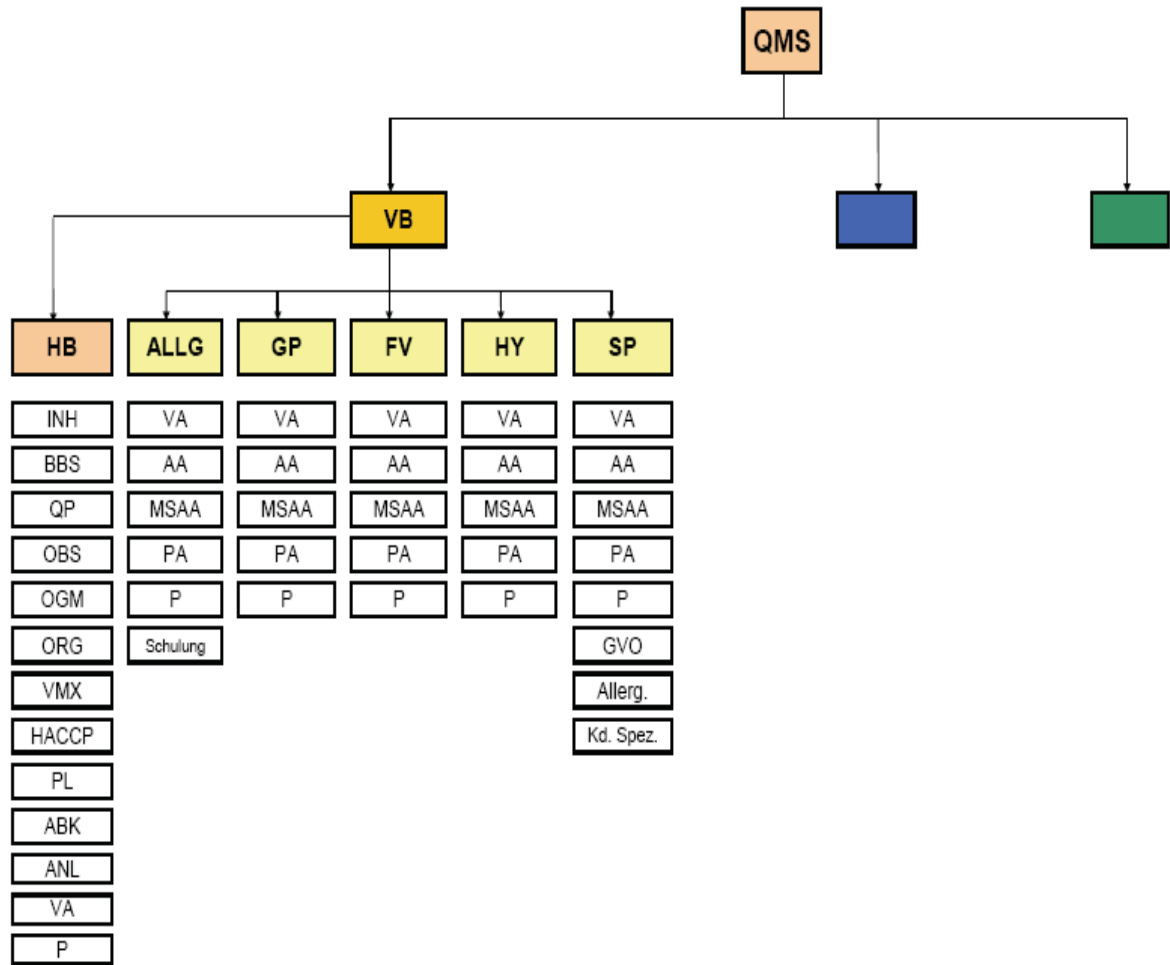 QMS
VB
HB ALLG GP FV HY SP
INH VA VA VA VA VA
BBS AA AA AA AA AA
QP MSAA MSAA MSAA MSAA MSAA
OBS PA PA PA PA PA
OGM P P P P P
ORG Schulung GVO
VMX Allerg.
HACCP Kd. Spez.
PL
ABK
ANL
VA
P